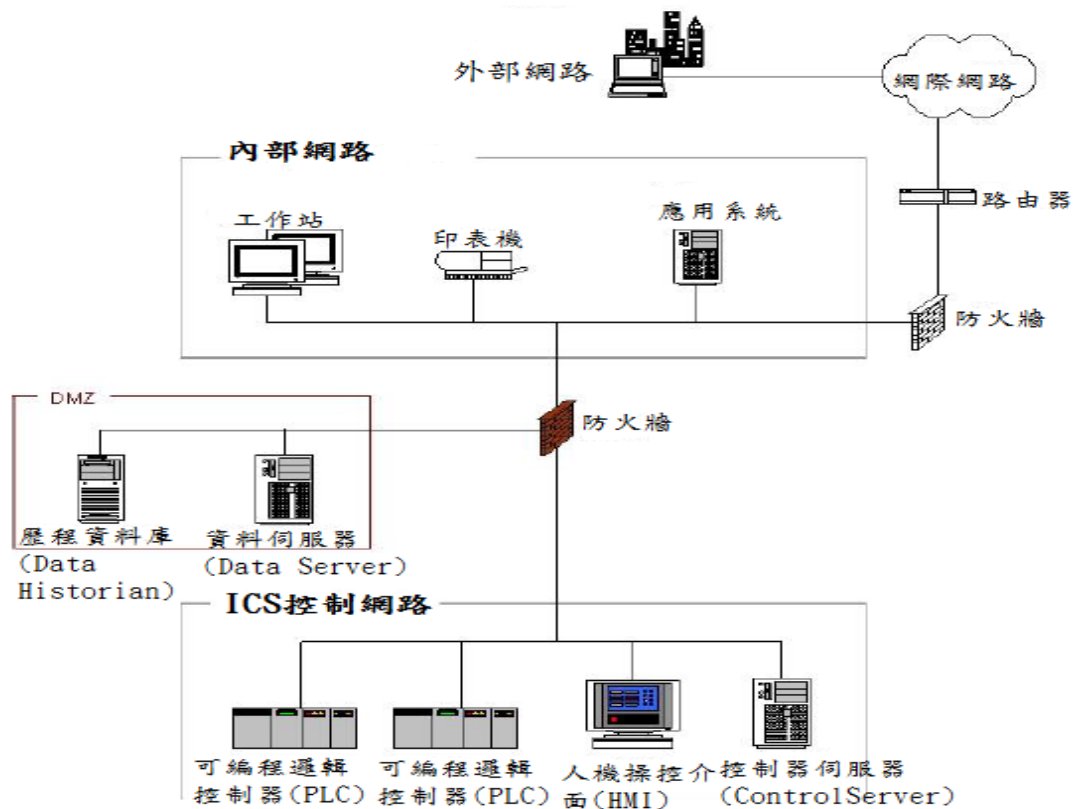 外部網路
網際網路
內部網路
路由器
工作站
印表機
應用系統
防火牆
DMZ
防火牆
歷程資料庫
(Data
Historian)
資料伺服器
(Data Server)
ICS控制網路
可編程邏輯
控制器(PLC)
可編程邏輯
控制器(PLC)
人機操控介
面(HMI)
控制器伺服器
(ControlServer)